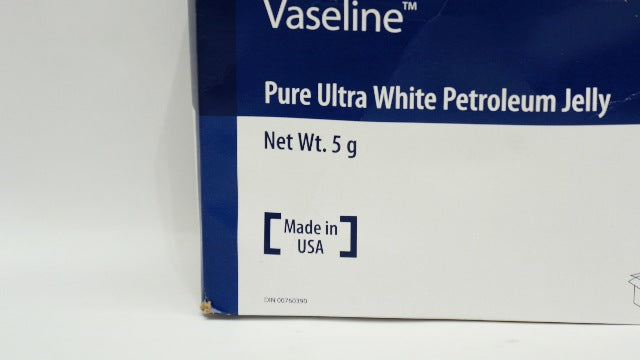 Vaseline™
Pure Ultra White Petroleum Jelly
Net Wt. 5 g
Made in
USA
DIN 00760390